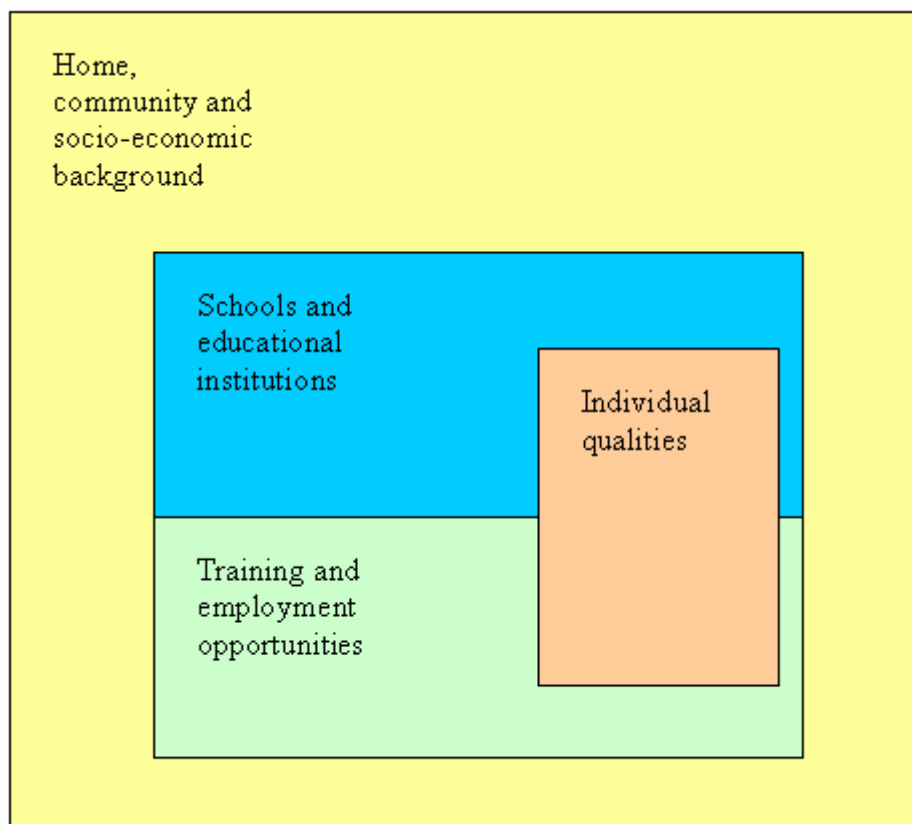 Home,
community and
socio-economic
background
Schools and
educational
institutions
Individual
qualities
Training and
employment
opportunities